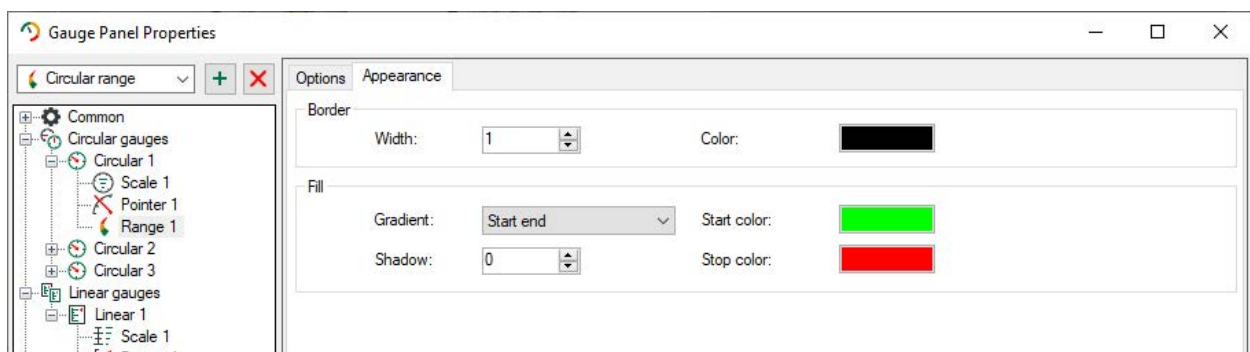 Gauge Panel Properties
Circular range
Options Appearance
Common
Circular gauges
Circular 1
Scale 1
Pointer 1
Range 1
Circular 2
Circular 3
Linear gauges
Linear 1
Scale 1
Border
Width: 1 Color:
Fill
Gradient: Start end Start color:
Shadow: 0 Stop color: